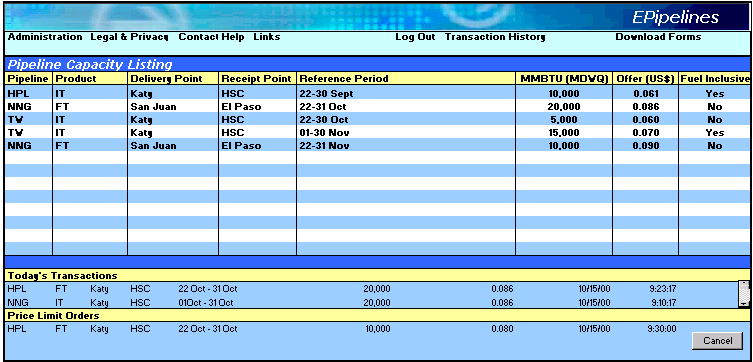 EPipelines
Administration Legal & Privacy Contact Help Links Log Out Transaction History Download Forms
Pipeline Capacity Listing
Pipeline Product Delivery Point Receipt Point Reference Period MMBTU (MDVQ) Offer (US$) Fuel Inclusive
HPL IT Katy HSC 22-30 Sept 10,000 0.061 Yes
NNG FT San Juan El Paso 22-31 Oct 20,000 0.086 No
TW IT Katy HSC 22-30 Oct 5,000 0.060 No
TW IT Katy HSC 01-30 Nov 15,000 0.070 Yes
NNG FT San Juan El Paso 22-31 Nov 10,000 0.090 No
Today's Transactions
HPL FT Katy HSC 22 Oct - 31 Oct 20,000 0.086 10/15/00 9:23:17
NNG IT Katy HSC 01Oct - 31 Oct 20,000 0.086 10/15/00 9:10:17
Price Limit Orders
HPL FT Katy HSC 22 Oct - 31 Oct 10,000 0.080 10/15/00 9:30:00
Cancel